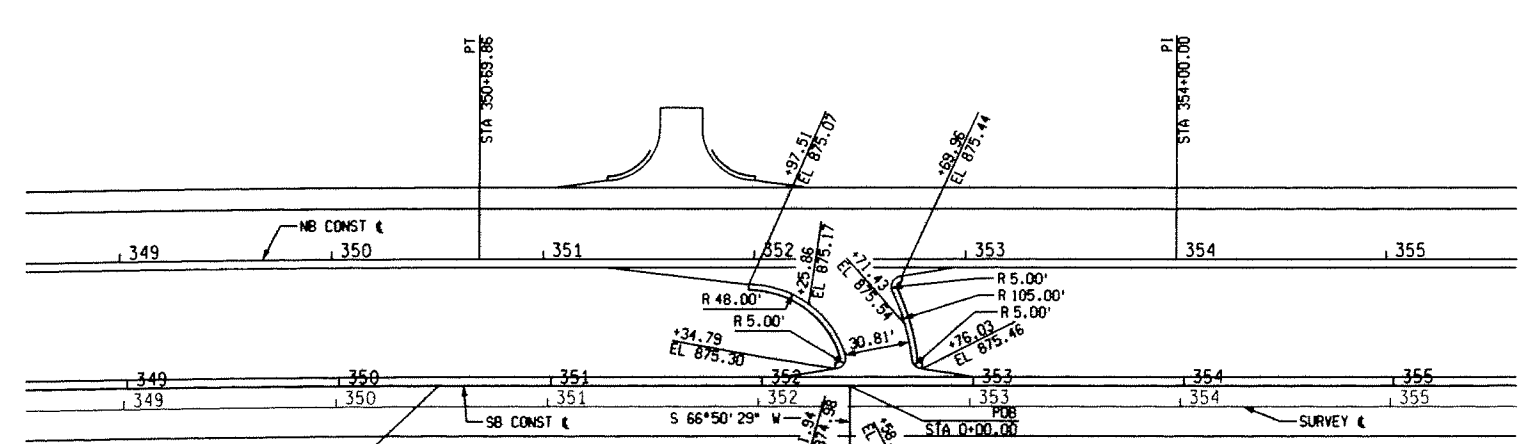 PT
STA 350+69.86
PI
STA 354+00.00
+97.51
EL 875.07
+69.96
EL 875.44
NB CONST ℄
349 350 351 352 353 354 355
+25.86
EL 875.17
+71.43
EL 875.54
R 5.00'
R 105.00'
R 5.00'
R 48.00'
R 5.00'
+34.79
EL 875.30
30.81'
+76.03
EL 875.46
349 350 351 352 353 354 355
349 350 351 352 353 354 355
SB CONST ℄
S 66°50'29" W
POB
STA 0+00.00
SURVEY ℄
+58
EL